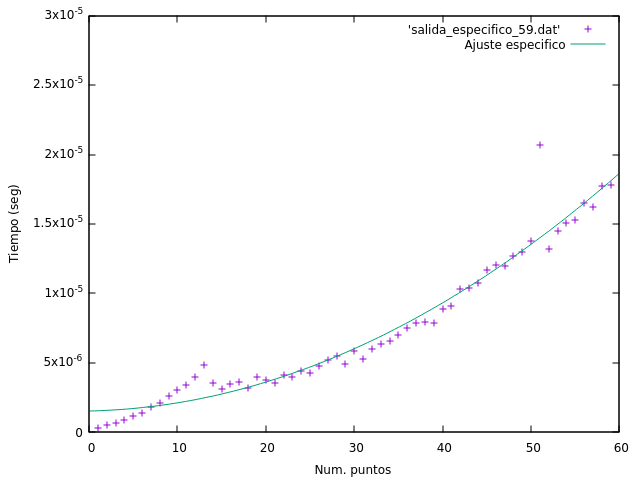 3x10-5
2.5x10-5
2x10-5
1.5x10-5
1x10-5
5x10-6
0
0 10 20 30 40 50 60
Tiempo (seg)
Num. puntos
'salida_especifico_59.dat'
Ajuste especifico